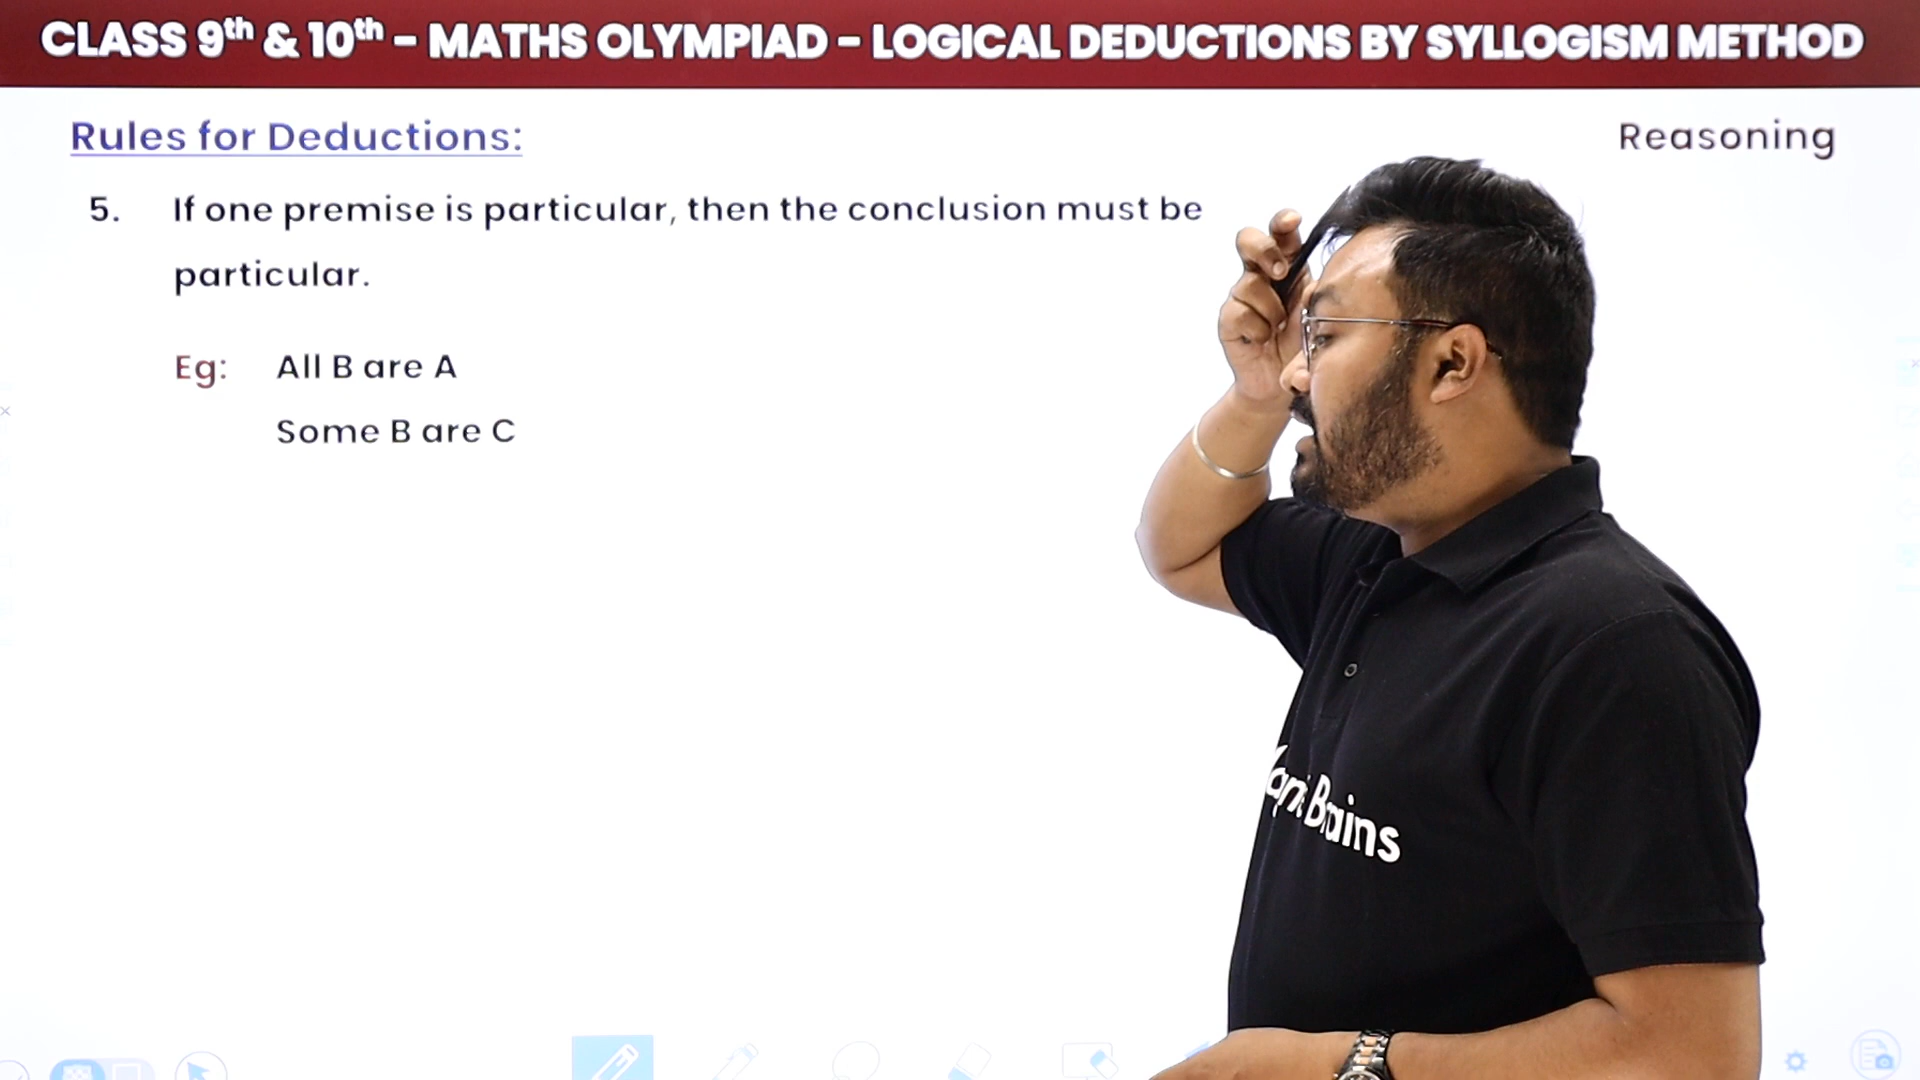 CLASS 9th & 10th - MATHS OLYMPIAD - LOGICAL DEDUCTIONS BY SYLLOGISM METHOD
Rules for Deductions:
Reasoning
5. If one premise is particular, then the conclusion must be
particular.
Eg: All B are A
Some B are C
Brains